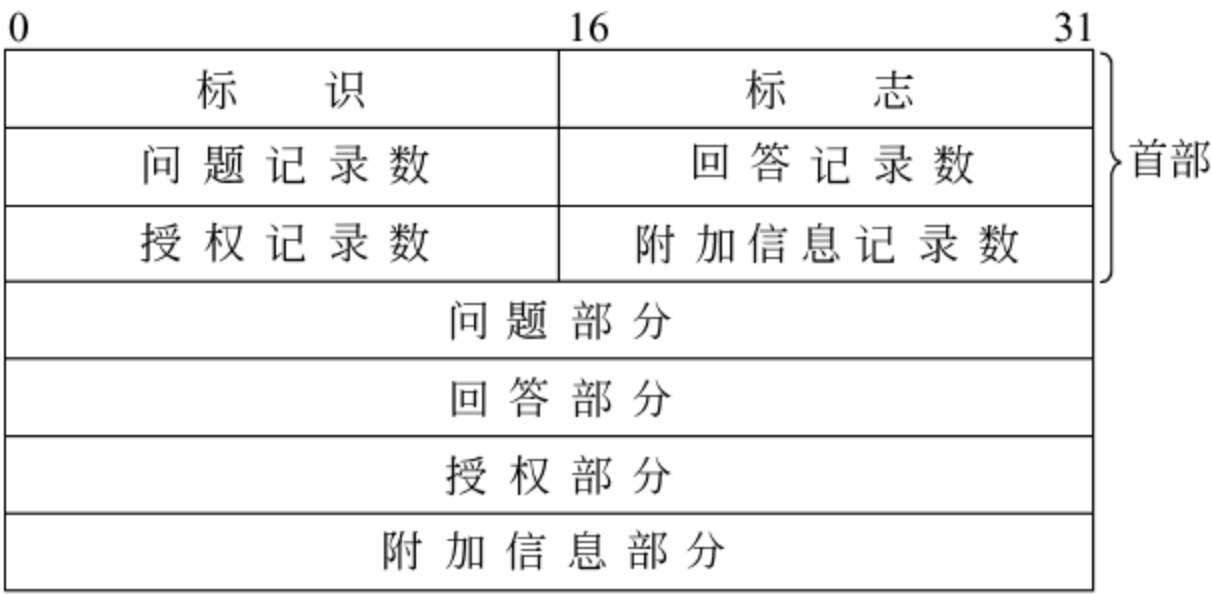 0 16 31
标 识 标 志
问题记录数 回答记录数 首部
授权记录数 附加信息记录数
问题部分
回答部分
授权部分
附加信息部分